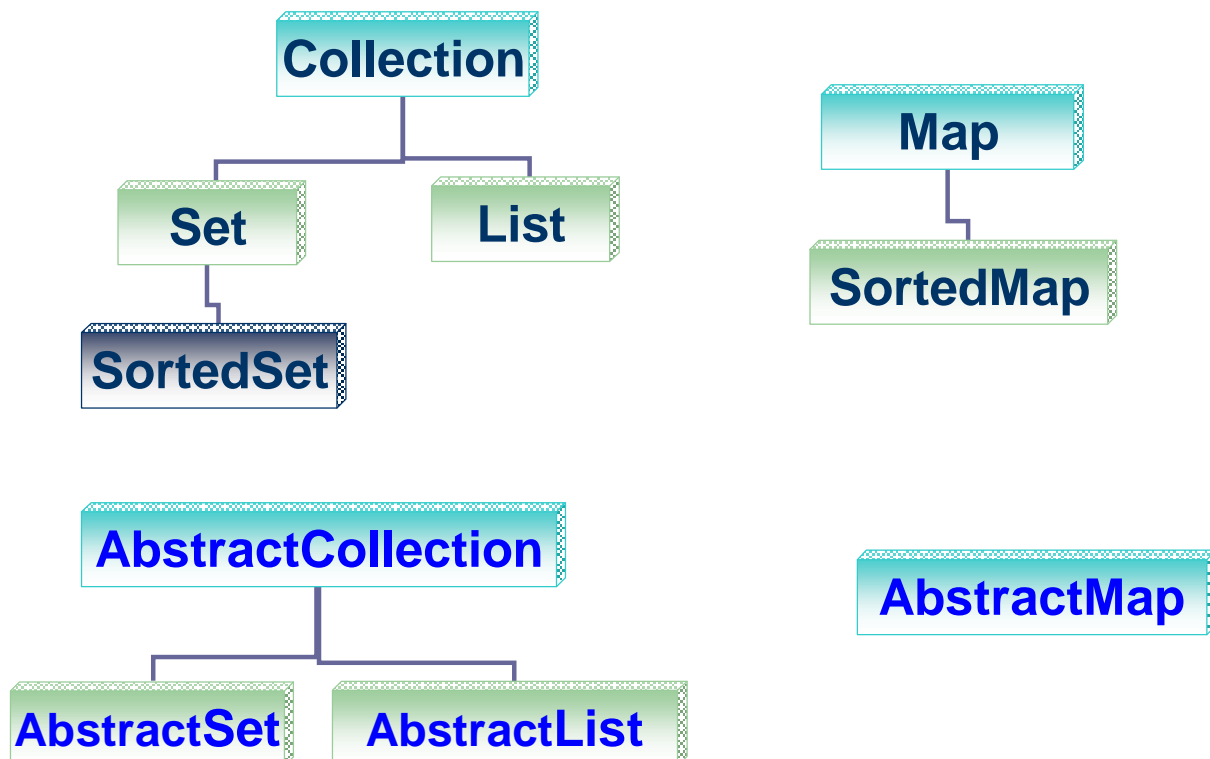 Collection
Map
Set
List
SortedMap
SortedSet
AbstractCollection
AbstractMap
AbstractSet
AbstractList